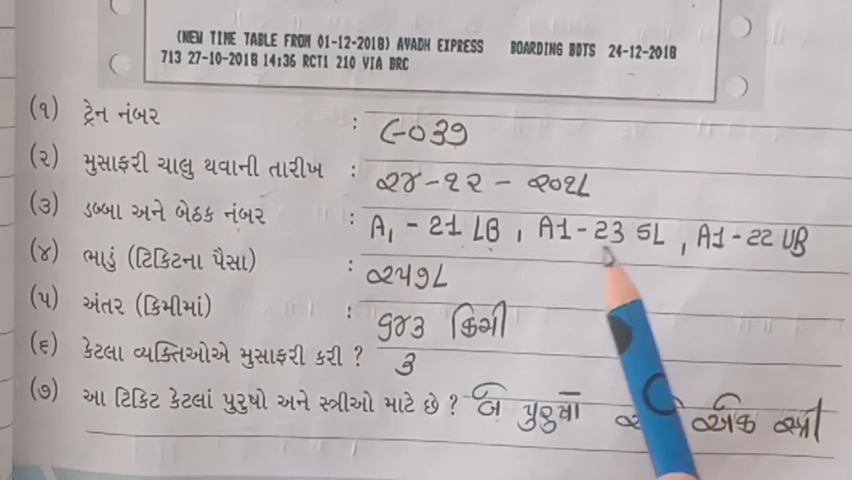 (NEW TIME TABLE FROM 01-12-2018) AVADH EXPRESS BOARDING BDTS 24-12-2018
713 27-10-2018 14:36 RCT1 210 VIA BRC
(૧) ટ્રેન નંબર : ૯૦૩૭
(૨) મુસાફરી ચાલુ થવાની તારીખ : ૨૪-૧૨-૨૦૧૮
(૩) ડબ્બા અને બેઠક નંબર : A1-21 LB, A1-23 SL, A1-22 UB
(૪) ભાડું (ટિકિટના પૈસા) : ૨૫૧૮
(૫) અંતર (કિમીમાં) : ૧૪૩ કિમી
(૬) કેટલા વ્યક્તિઓએ મુસાફરી કરી ? ૩
(૭) આ ટિકિટ કેટલાં પુરુષો અને સ્ત્રીઓ માટે છે ? બે પુરુષો એક સ્ત્રી